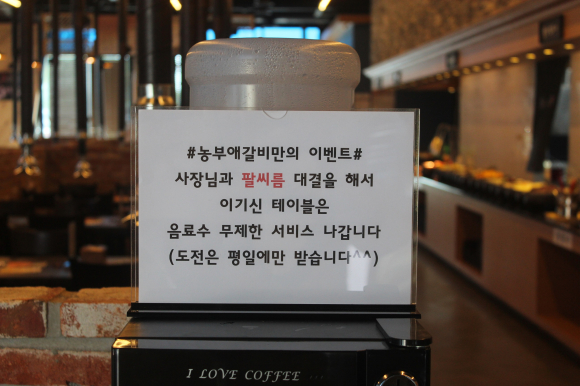 #농부애갈비만의 이벤트#
사장님과 팔씨름 대결을 해서
이기신 테이블은
음료수 무제한 서비스 나갑니다
(도전은 평일에만 받습니다^^)
I LOVE COFFEE ...